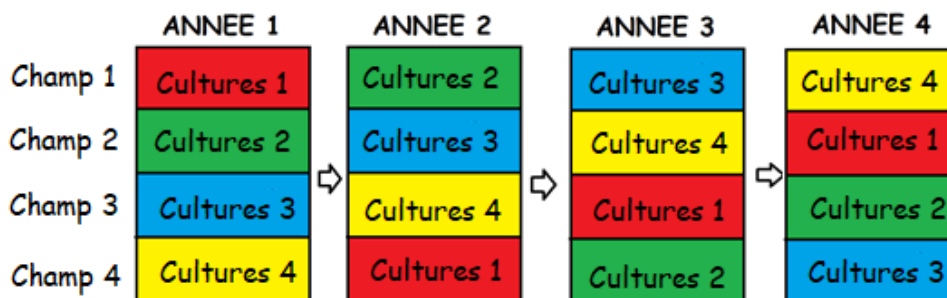 ANNEE 1 ANNEE 2 ANNEE 3 ANNEE 4
Champ 1 Cultures 1 Cultures 2 Cultures 3 Cultures 4
Champ 2 Cultures 2 Cultures 3 Cultures 4 Cultures 1
Champ 3 Cultures 3 Cultures 4 Cultures 1 Cultures 2
Champ 4 Cultures 4 Cultures 1 Cultures 2 Cultures 3